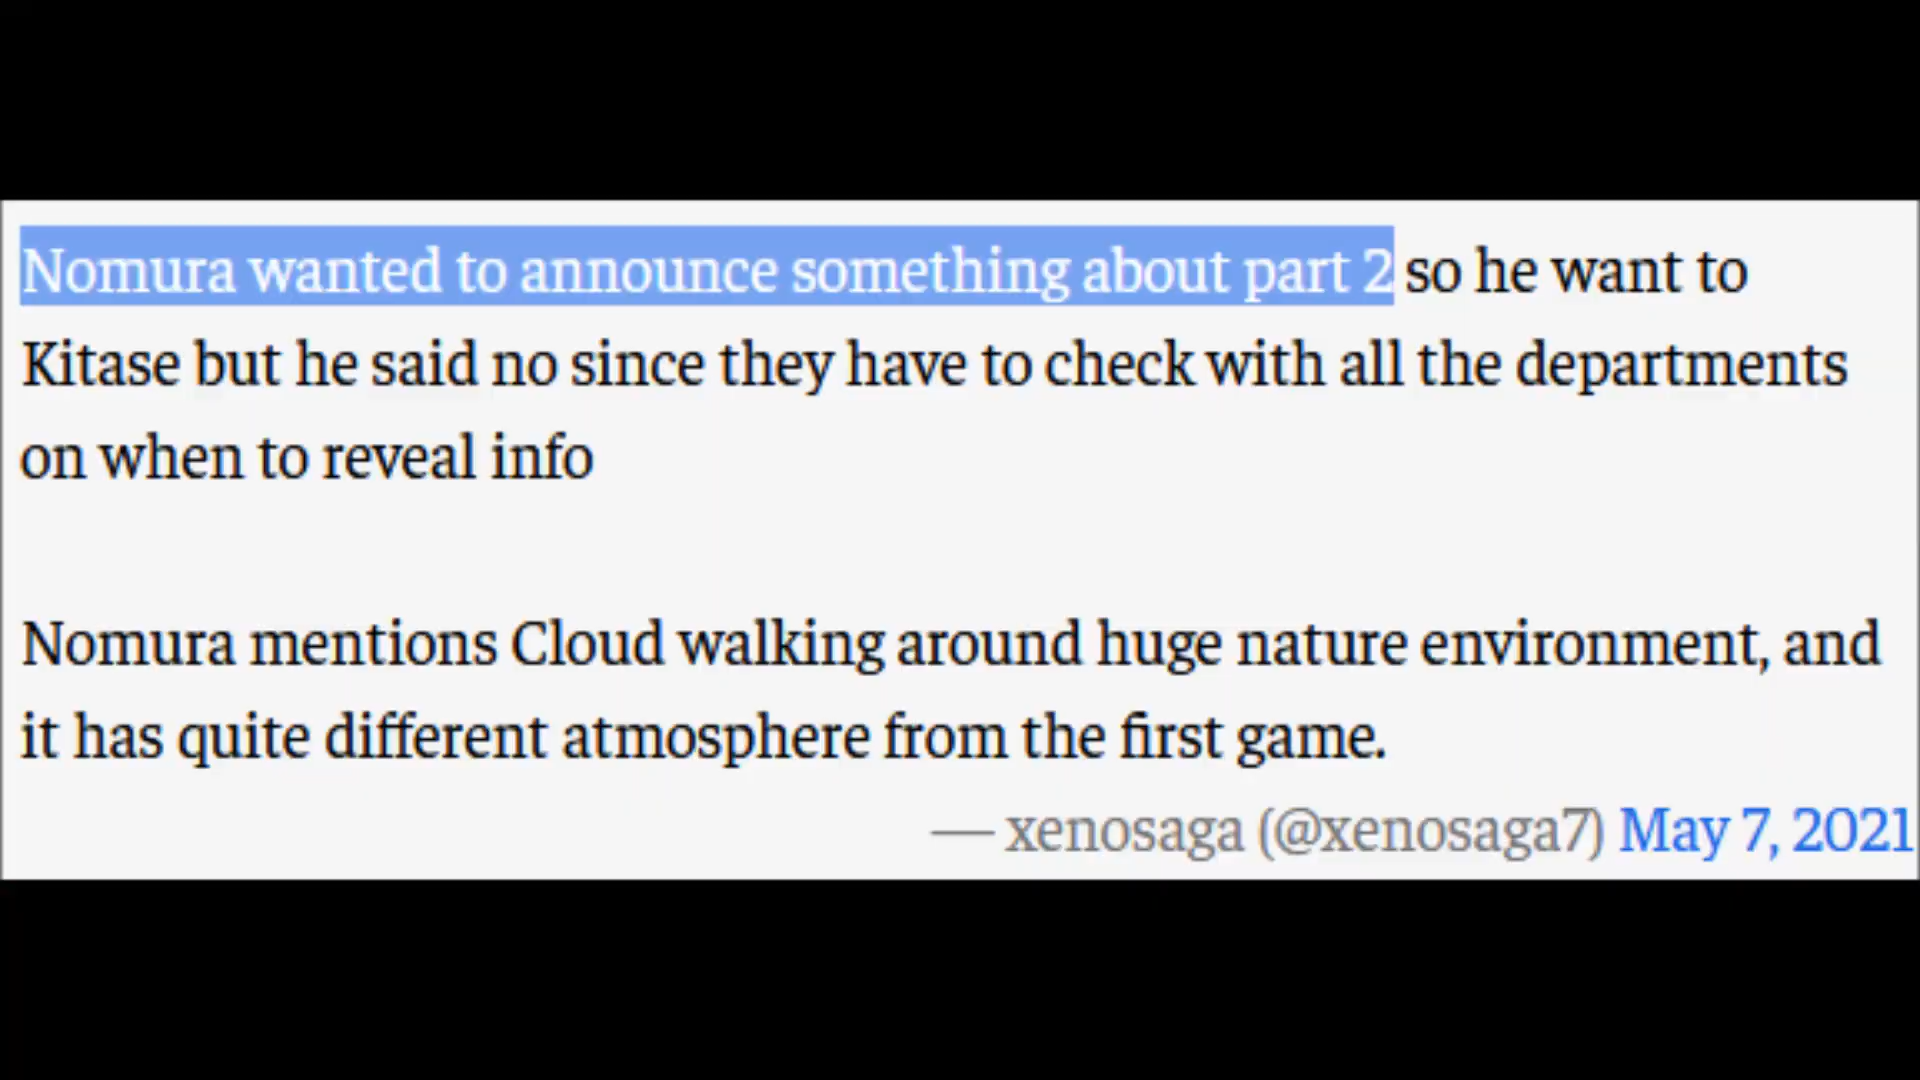 Nomura wanted to announce something about part 2 so he want to
Kitase but he said no since they have to check with all the departments
on when to reveal info
Nomura mentions Cloud walking around huge nature environment, and
it has quite different atmosphere from the first game.
— xenosaga (@xenosaga7) May 7, 2021